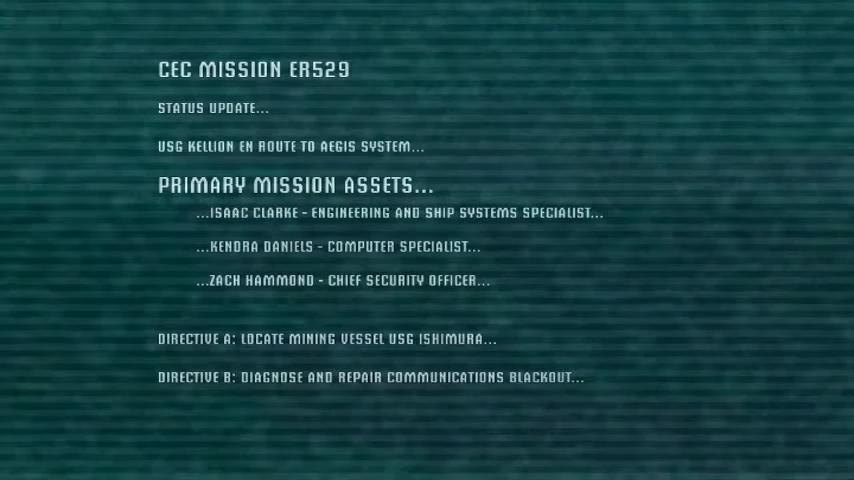 CEC MISSION ER529
STATUS UPDATE...
USG KELLION EN ROUTE TO AEGIS SYSTEM...
PRIMARY MISSION ASSETS...
...ISAAC CLARKE - ENGINEERING AND SHIP SYSTEMS SPECIALIST...
...KENDRA DANIELS - COMPUTER SPECIALIST...
...ZACH HAMMOND - CHIEF SECURITY OFFICER...
DIRECTIVE A: LOCATE MINING VESSEL USG ISHIMURA...
DIRECTIVE B: DIAGNOSE AND REPAIR COMMUNICATIONS BLACKOUT...